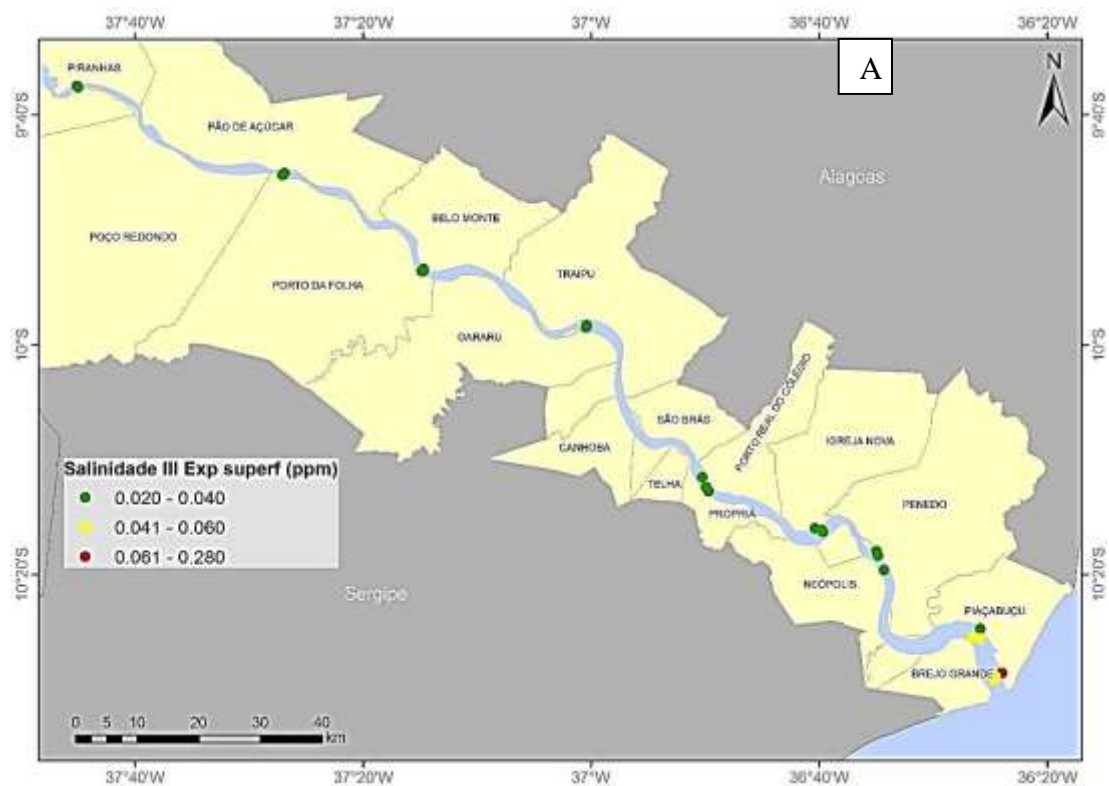 37°40'W 37°20'W 37°0'W 36°40'W 36°20'W
A
N
PIRANHAS
9°40'S 9°40'S
PÃO DE AÇÚCAR
Alagoas
BELO MONTE
POÇO REDONDO
TRAIPU
PORTO DA FOLHA
GARARU
10°S 10°S
PORTO REAL DO COLÉGIO
SÃO BRÁS
IGREJA NOVA
CANHOBA
TELHA
PENEDO
PROPRIA
Salinidade III Exp superf (ppm)
0.020 - 0.040
0.041 - 0.060
0.061 - 0.280
10°20'S 10°20'S
NEÓPOLIS
Sergipe
PIAÇABUÇU
BREJO GRANDE
0 5 10 20 30 40
km
37°40'W 37°20'W 37°0'W 36°40'W 36°20'W